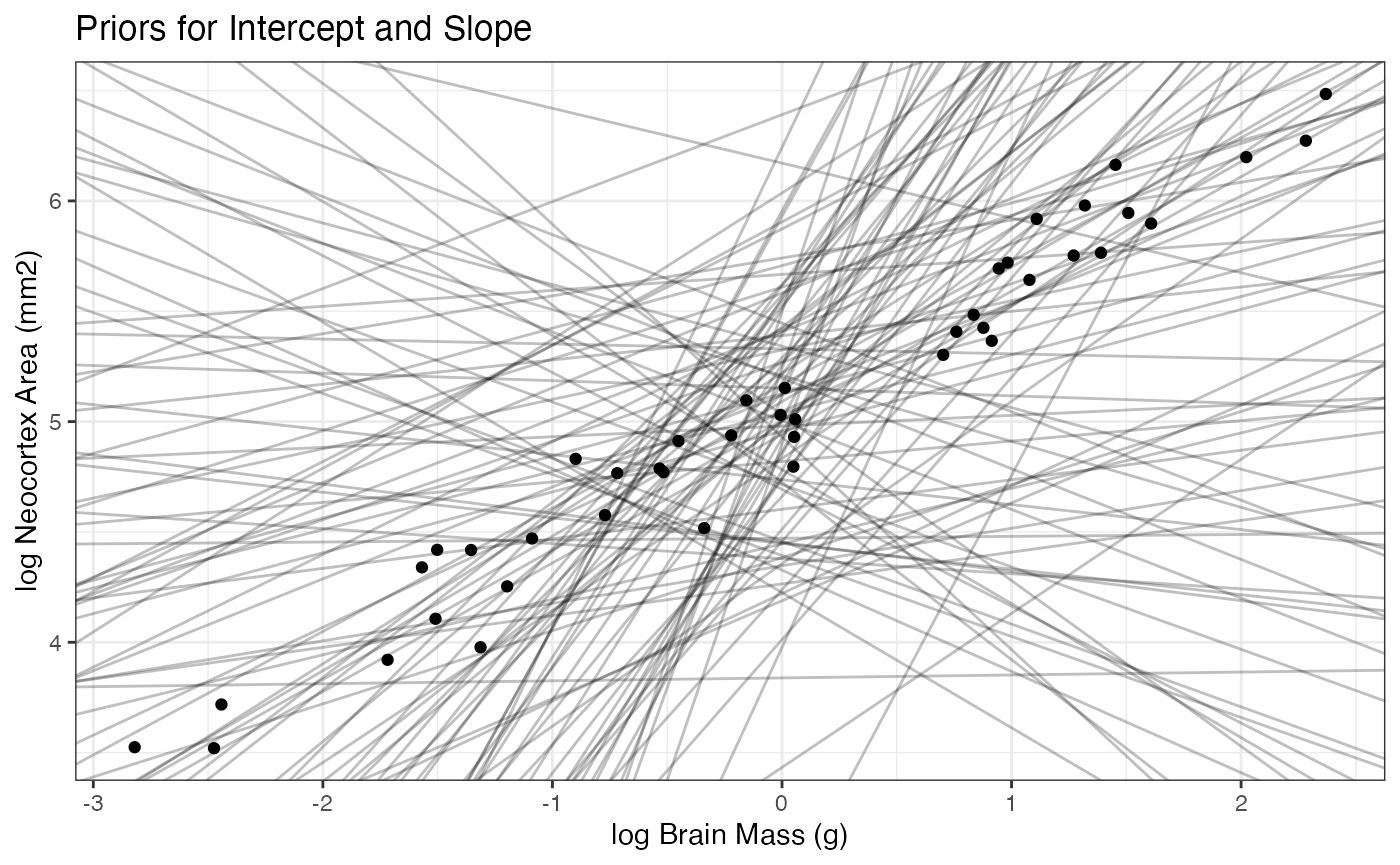 Priors for Intercept and Slope
log Neocortex Area (mm2)
6
5
4
-3 -2 -1 0 1 2
log Brain Mass (g)